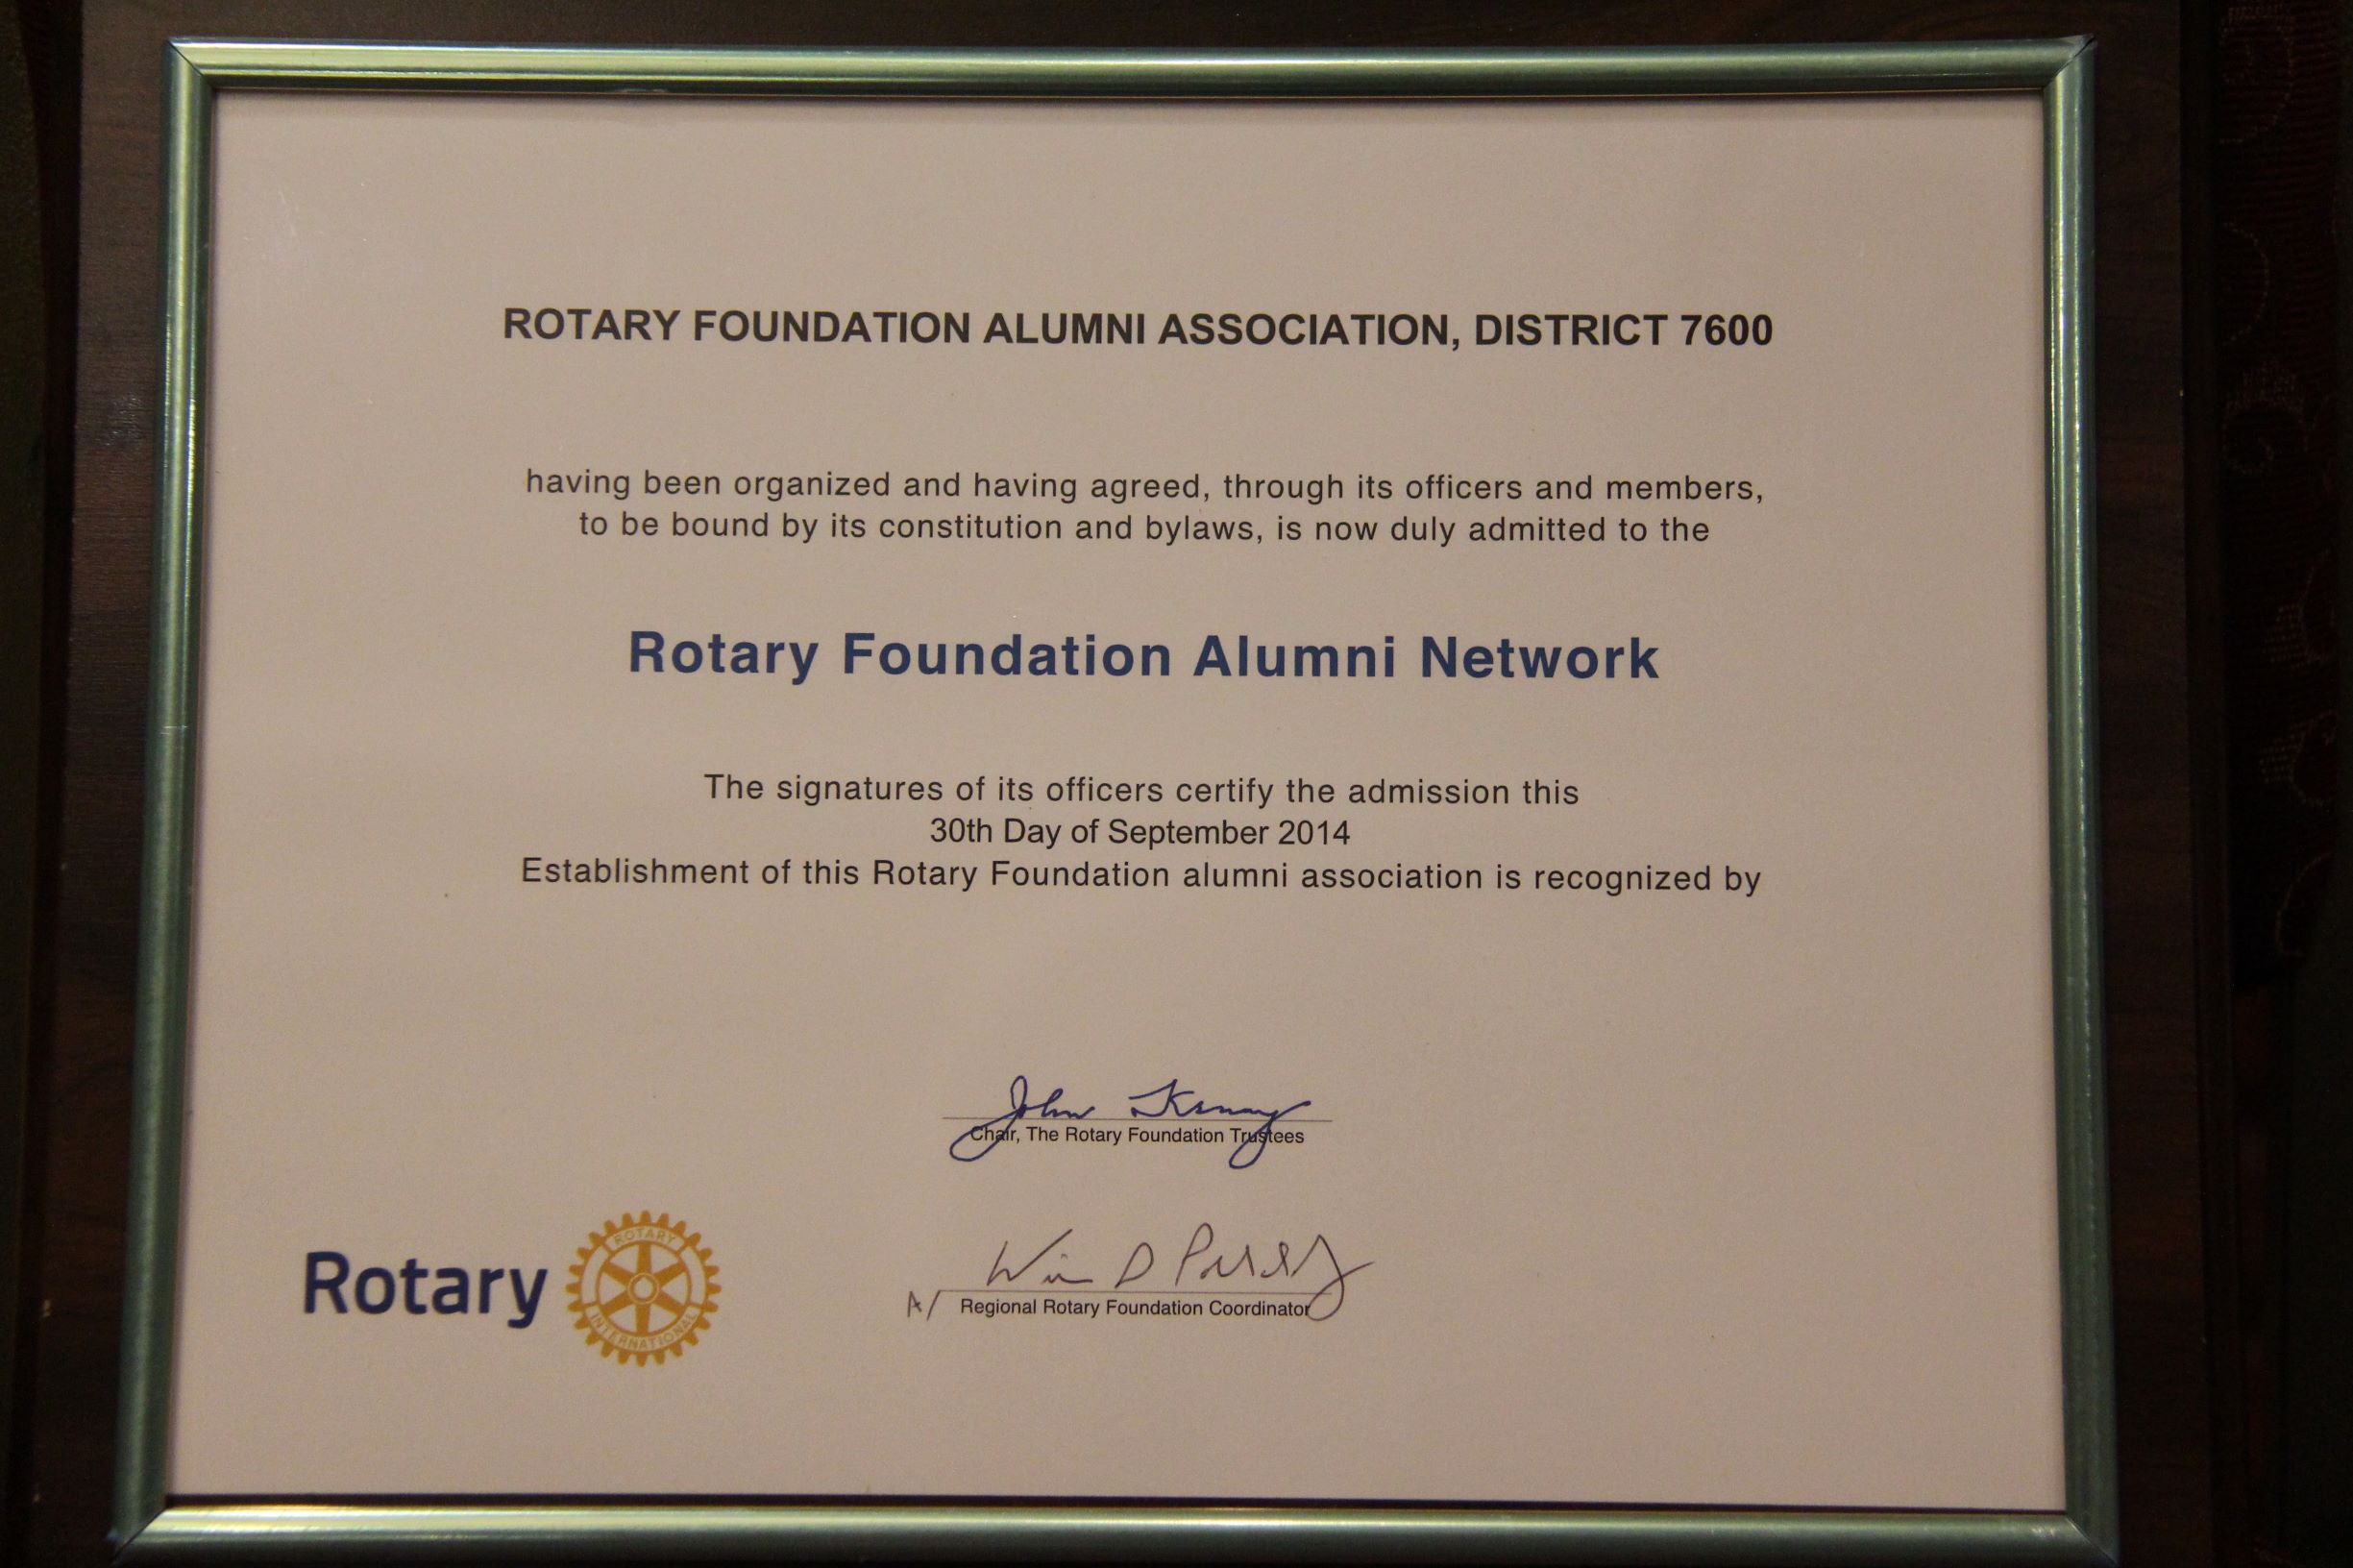 ROTARY FOUNDATION ALUMNI ASSOCIATION, DISTRICT 7600
having been organized and having agreed, through its officers and members,
to be bound by its constitution and bylaws, is now duly admitted to the
Rotary Foundation Alumni Network
The signatures of its officers certify the admission this
30th Day of September 2014
Establishment of this Rotary Foundation alumni association is recognized by
John Kenny
Chair, The Rotary Foundation Trustees
A/ Regional Rotary Foundation Coordinator
Rotary
ROTARY
INTERNATIONAL